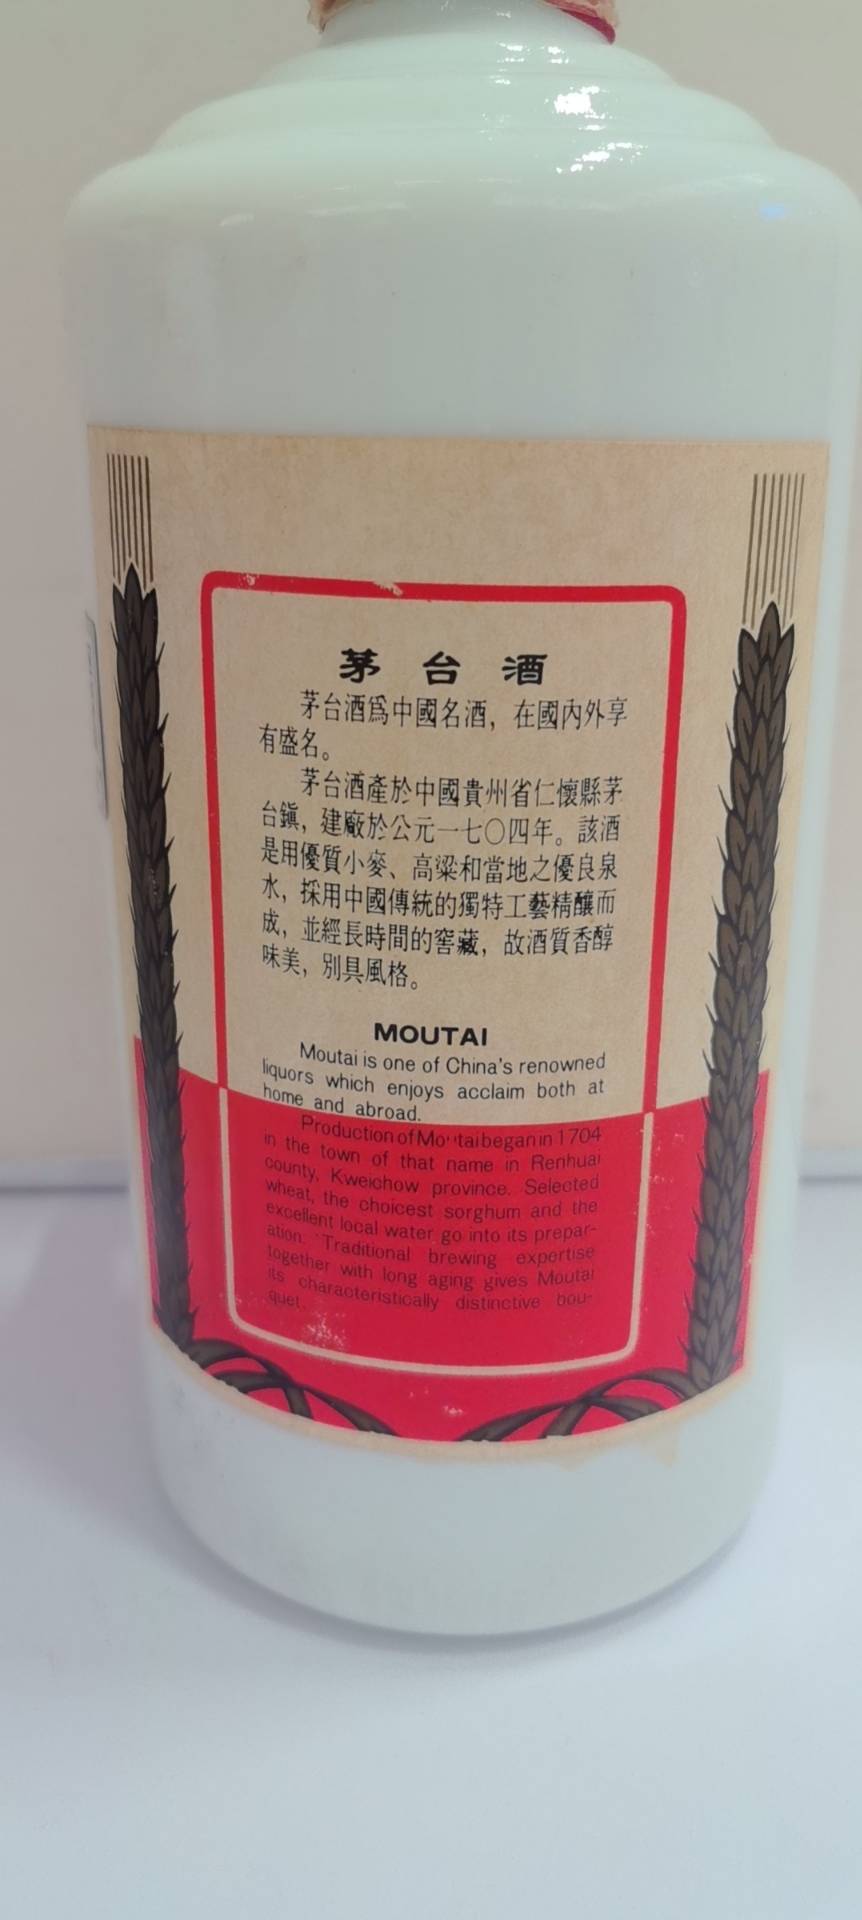 茅台酒
茅台酒爲中國名酒，在國內外享
有盛名。
茅台酒產於中國貴州省仁懷縣茅
台鎮，建廠於公元一七〇四年。該酒
是用優質小麥、高粱和當地之優良泉
水，採用中國傳統的獨特工藝精釀而
成，並經長時間的窖藏，故酒質香醇
味美，別具風格。
MOUTAI
Moutai is one of China's renowned
liquors which enjoys acclaim both at
home and abroad.
Production of Moutai began in 1704
in the town of that name in Renhuai
county, Kweichow province. Selected
wheat, the choicest sorghum and the
excellent local water go into its prepar-
ation. Traditional brewing expertise
together with long aging gives Moutai
its characteristically distinctive bou-
quet.